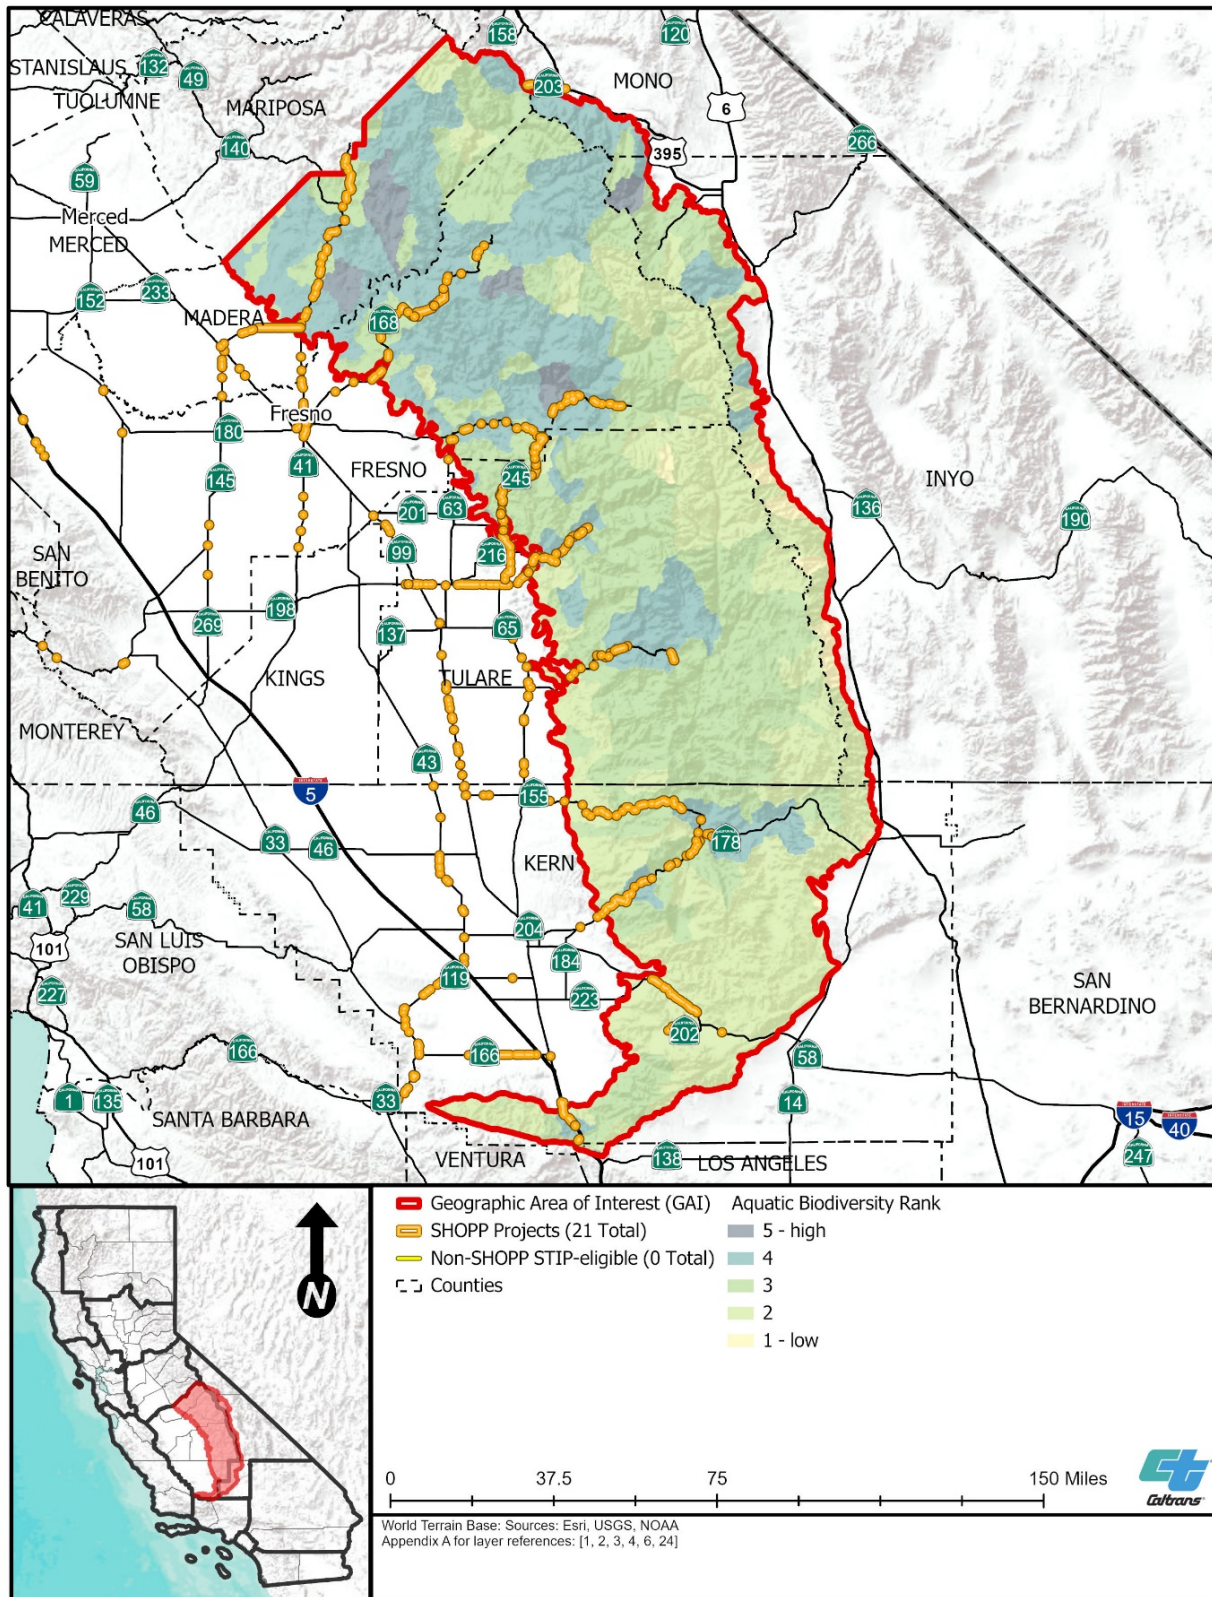 CALAVERAS
158
120
STANISLAUS
132
49
203
MONO
TUOLUMNE
MARIPOSA
6
140
395
266
59
Merced
MERCED
152
233
MADERA
168
Fresno
180
41
FRESNO
245
INYO
145
201
63
136
190
SAN
BENITO
99
216
269
198
137
65
KINGS
TULARE
MONTEREY
43
5
155
46
33
46
178
KERN
41
229
58
101
SAN LUIS
OBISPO
204
184
119
223
227
SAN
BERNARDINO
202
166
166
58
1
135
33
14
SANTA BARBARA
15
40
101
VENTURA
138
LOS ANGELES
247
N
Geographic Area of Interest (GAI)
SHOPP Projects (21 Total)
Non-SHOPP STIP-eligible (0 Total)
Counties
Aquatic Biodiversity Rank
5 - high
4
3
2
1 - low
0 37.5 75 150 Miles
Caltrans
World Terrain Base: Sources: Esri, USGS, NOAA
Appendix A for layer references: [1, 2, 3, 4, 6, 24]